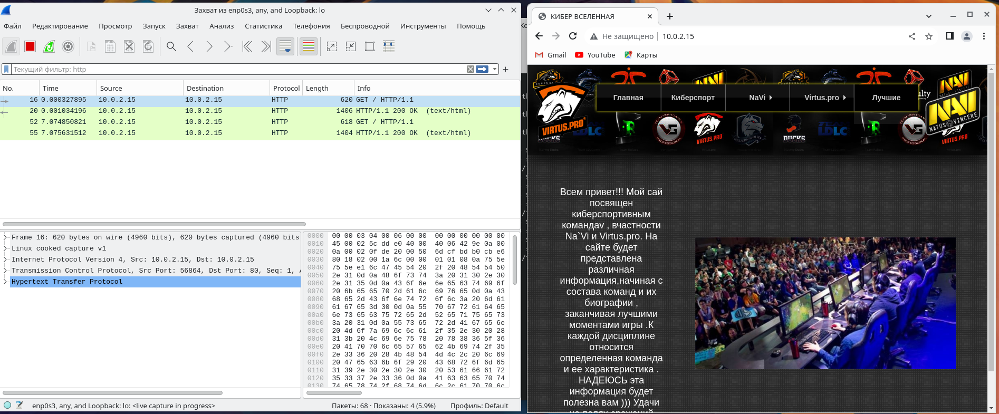 Захват из enp0s3, any, and Loopback: lo
Файл Редактирование Просмотр Запуск Захват Анализ Статистика Телефония Беспроводной Инструменты Помощь
Текущий фильтр: http
No. Time Source Destination Protocol Length Info
16 0.000327895 10.0.2.15 10.0.2.15 HTTP 620 GET / HTTP/1.1
20 0.001034196 10.0.2.15 10.0.2.15 HTTP 1406 HTTP/1.1 200 OK (text/html)
52 7.074850821 10.0.2.15 10.0.2.15 HTTP 618 GET / HTTP/1.1
55 7.075631512 10.0.2.15 10.0.2.15 HTTP 1404 HTTP/1.1 200 OK (text/html)
Frame 16: 620 bytes on wire (4960 bits), 620 bytes captured (4960 bits
Linux cooked capture v1
Internet Protocol Version 4, Src: 10.0.2.15, Dst: 10.0.2.15
Transmission Control Protocol, Src Port: 56864, Dst Port: 80, Seq: 1,
Hypertext Transfer Protocol
0000 00 00 03 04 00 06 00 00 00 00 00 00 00 00
0010 45 00 02 5c dd e0 40 00 40 06 42 9e 0a 00
0020 0a 00 02 0f de 20 00 50 6d cf bd b0 cb e6
0030 80 18 02 00 1a 6c 00 00 01 01 08 0a 75 5e
0040 75 5e e1 6c 47 45 54 20 2f 20 48 54 54 50
0050 2e 31 0d 0a 48 6f 73 74 3a 20 31 30 2e 30
0060 2e 31 35 0d 0a 43 6f 6e 6e 65 63 74 69 6f
0070 20 6b 65 65 70 2d 61 6c 69 76 65 0d 0a 43
0080 68 65 2d 43 6f 6e 74 72 6f 6c 3a 20 6d 61
0090 61 67 65 3d 30 0d 0a 55 70 67 72 61 64 65
00a0 6e 73 65 63 75 72 65 2d 52 65 71 75 65 73
00b0 3a 20 31 0d 0a 55 73 65 72 2d 41 67 65 6e
00c0 20 4d 6f 7a 69 6c 6c 61 2f 35 2e 30 20 28
00d0 31 3b 20 4c 69 6e 75 78 20 78 38 36 5f 36
00e0 20 41 70 70 6c 65 57 65 62 4b 69 74 2f 35
00f0 2e 33 36 20 28 4b 48 54 4d 4c 2c 20 6c 69
0100 20 47 65 63 6b 6f 29 20 43 68 72 6f 6d 65
0110 31 39 2e 30 2e 30 2e 30 20 53 61 66 61 72
0120 35 33 37 2e 33 36 0d 0a 41 63 63 65 70 74
0130 74 65 78 74 2f 68 74 6d 6c 2c 61 70 70 6c
enp0s3, any, and Loopback: lo: <live capture in progress>
Пакеты: 68 · Показаны: 4 (5.9%)
Профиль: Default
КИБЕР ВСЕЛЕННАЯ
Не защищено 10.0.2.15
Gmail YouTube Карты
Главная Киберспорт NaVi Virtus.pro Лучшие
VIRTUS.PRO
NAVI
NATUS VINCERE
Всем привет!!! Мой сай
посвящен
киберспортивным
командаv , вчастности
Na`Vi и Virtus.pro. На
сайте будет
представлена
различная
информация,начиная с
состава команд и их
биографии ,
заканчивая лучшими
моментами игры .К
каждой дисциплине
относится
определенная команда
и ее характеристика .
НАДЕЮСЬ эта
информация будет
полезна вам ))) Удачи
на полях сражений